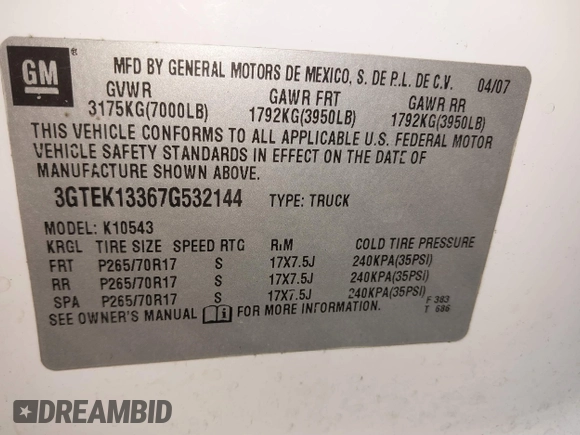 GM ®
MFD BY GENERAL MOTORS DE MEXICO, S. DE P.L. DE C.V. 04/07
GVWR GAWR FRT GAWR RR
3175KG(7000LB) 1792KG(3950LB) 1792KG(3950LB)
THIS VEHICLE CONFORMS TO ALL APPLICABLE U.S. FEDERAL MOTOR
VEHICLE SAFETY STANDARDS IN EFFECT ON THE DATE OF
MANUFACTURE SHOWN ABOVE.
3GTEK13367G532144 TYPE: TRUCK
MODEL: K10543
KRGL TIRE SIZE SPEED RTG RIM COLD TIRE PRESSURE
FRT P265/70R17 S 17X7.5J 240KPA(35PSI)
RR P265/70R17 S 17X7.5J 240KPA(35PSI)
SPA P265/70R17 S 17X7.5J 240KPA(35PSI)
SEE OWNER'S MANUAL FOR MORE INFORMATION. F 383
T 686
DREAMBID